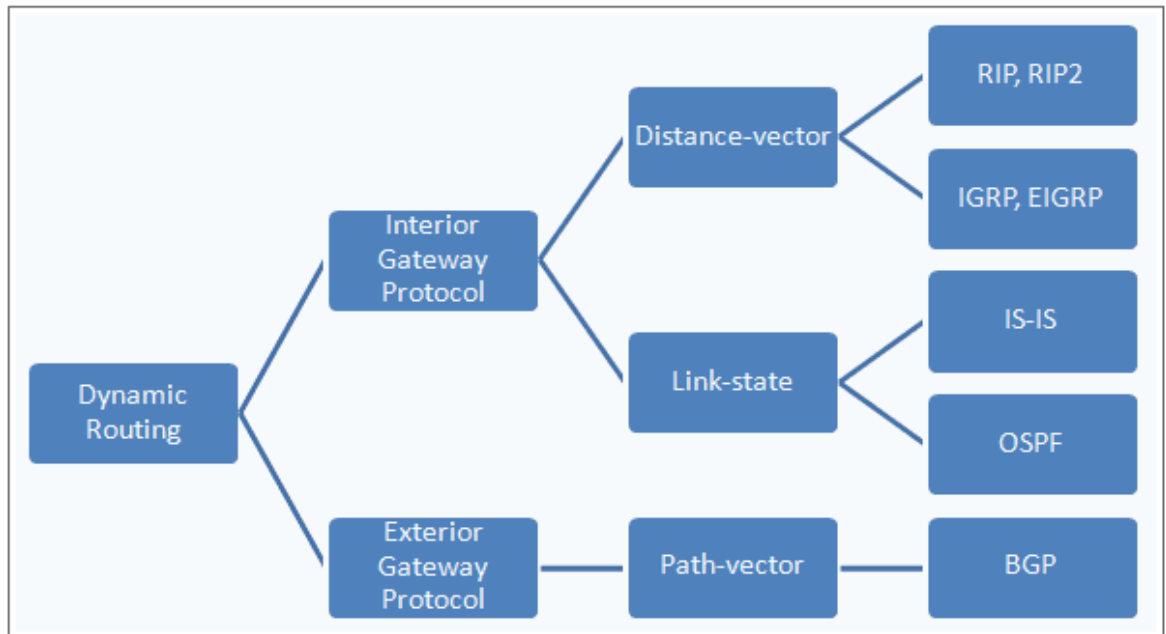 RIP, RIP2
Distance-vector
IGRP, EIGRP
Interior
Gateway
Protocol
IS-IS
Link-state
Dynamic
Routing
OSPF
Exterior
Gateway
Protocol
Path-vector
BGP